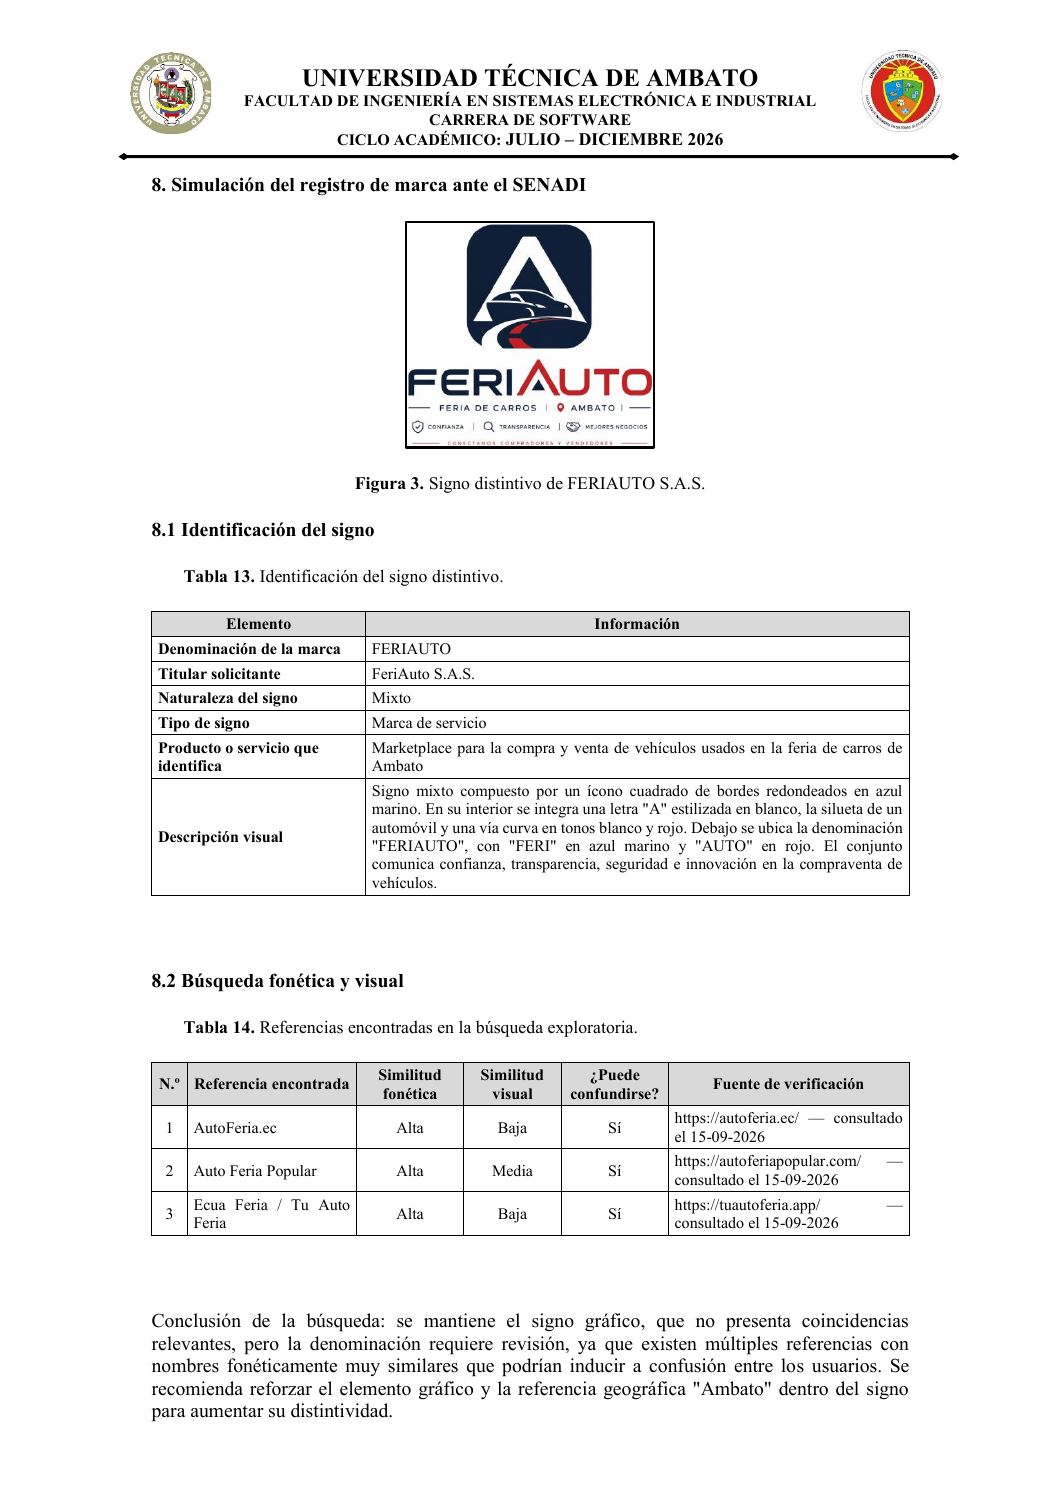 UNIVERSIDAD TÉCNICA DE AMBATO
FACULTAD DE INGENIERÍA EN SISTEMAS ELECTRÓNICA E INDUSTRIAL
CARRERA DE SOFTWARE
CICLO ACADÉMICO: JULIO – DICIEMBRE 2026
8. Simulación del registro de marca ante el SENADI
FERIAUTO
FERIA DE CARROS | AMBATO |
CONFIANZA | TRANSPARENCIA | MEJORES NEGOCIOS
CONECTAMOS COMPRADORES Y VENDEDORES
Figura 3. Signo distintivo de FERIAUTO S.A.S.
8.1 Identificación del signo
Tabla 13. Identificación del signo distintivo.
Elemento Información
Denominación de la marca FERIAUTO
Titular solicitante FeriAuto S.A.S.
Naturaleza del signo Mixto
Tipo de signo Marca de servicio
Producto o servicio que
identifica
Marketplace para la compra y venta de vehículos usados en la feria de carros de
Ambato
Descripción visual
Signo mixto compuesto por un ícono cuadrado de bordes redondeados en azul
marino. En su interior se integra una letra "A" estilizada en blanco, la silueta de un
automóvil y una vía curva en tonos blanco y rojo. Debajo se ubica la denominación
"FERIAUTO", con "FERI" en azul marino y "AUTO" en rojo. El conjunto
comunica confianza, transparencia, seguridad e innovación en la compraventa de
vehículos.
8.2 Búsqueda fonética y visual
Tabla 14. Referencias encontradas en la búsqueda exploratoria.
N.º Referencia encontrada Similitud fonética Similitud visual ¿Puede confundirse? Fuente de verificación
1 AutoFeria.ec Alta Baja Sí https://autoferia.ec/ — consultado
el 15-09-2026
2 Auto Feria Popular Alta Media Sí https://autoferiapopular.com/ —
consultado el 15-09-2026
3 Ecua Feria / Tu Auto
Feria Alta Baja Sí https://tuautoferia.app/ —
consultado el 15-09-2026
Conclusión de la búsqueda: se mantiene el signo gráfico, que no presenta coincidencias
relevantes, pero la denominación requiere revisión, ya que existen múltiples referencias con
nombres fonéticamente muy similares que podrían inducir a confusión entre los usuarios. Se
recomienda reforzar el elemento gráfico y la referencia geográfica "Ambato" dentro del signo
para aumentar su distintividad.